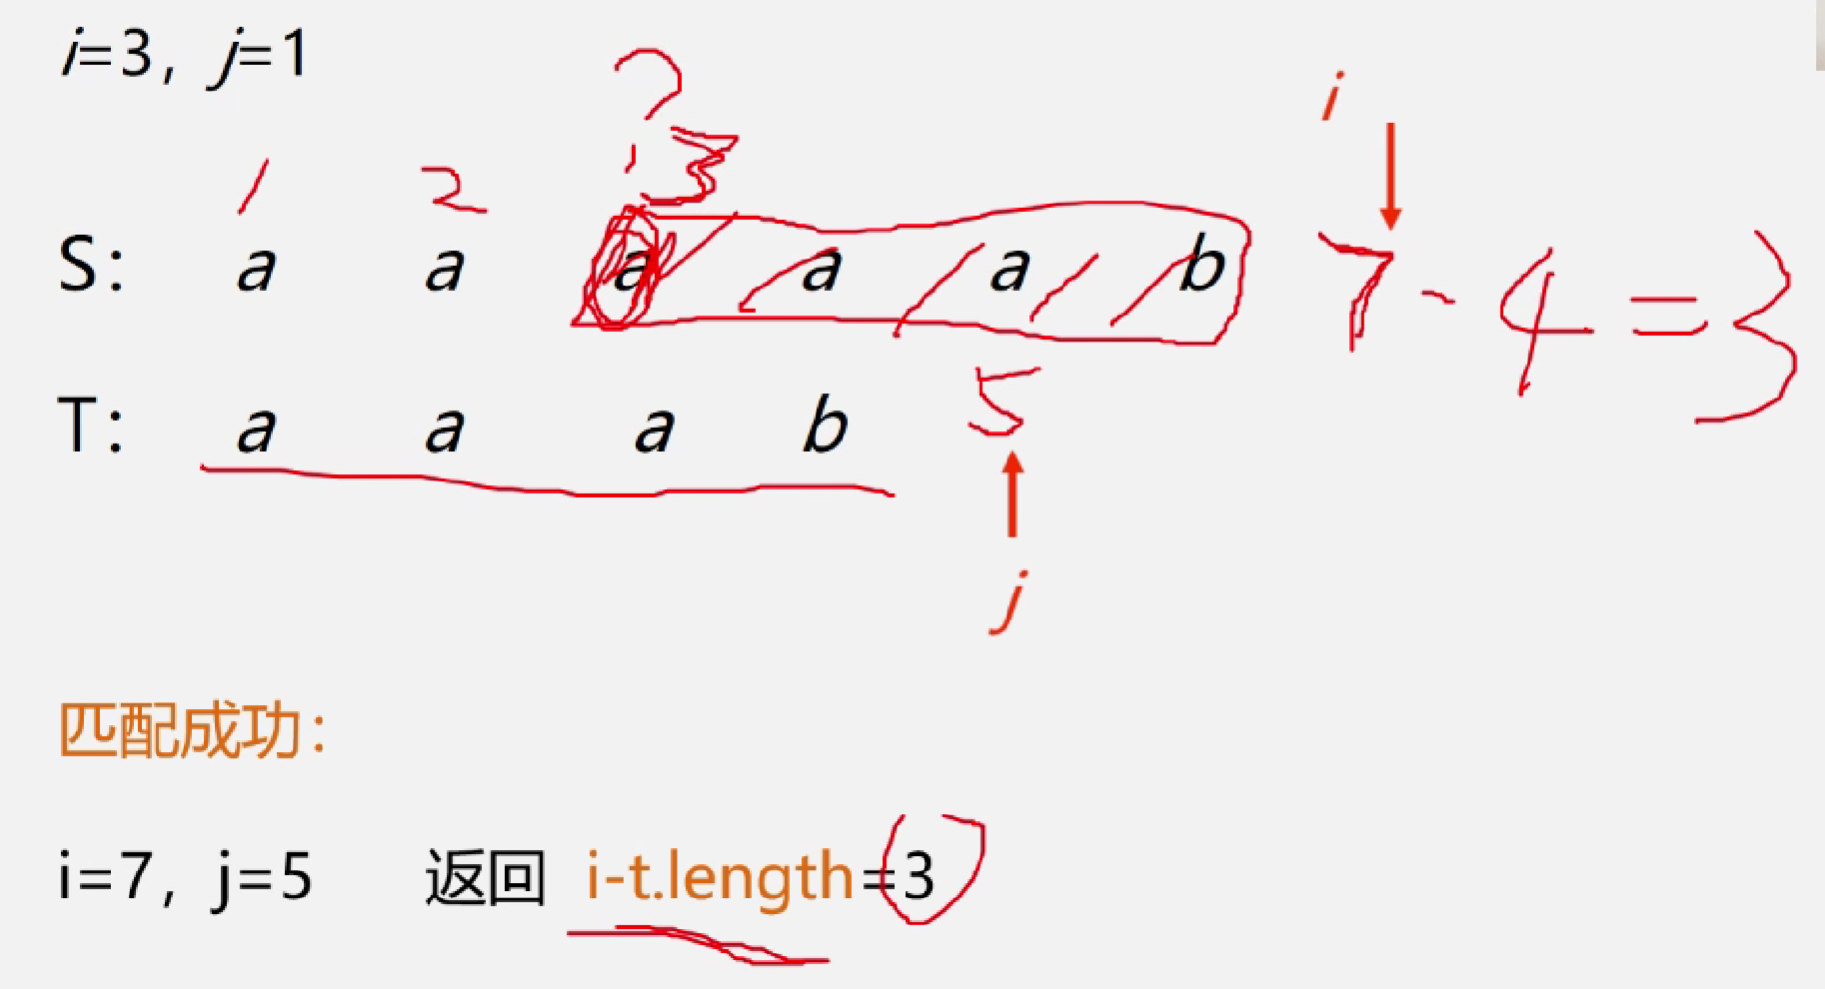 i=3, j=1
?
i
1 2 3
S: a a a a a b 7-4=3
T: a a a b 5
j
匹配成功:
i=7, j=5 返回 i-t.length=3